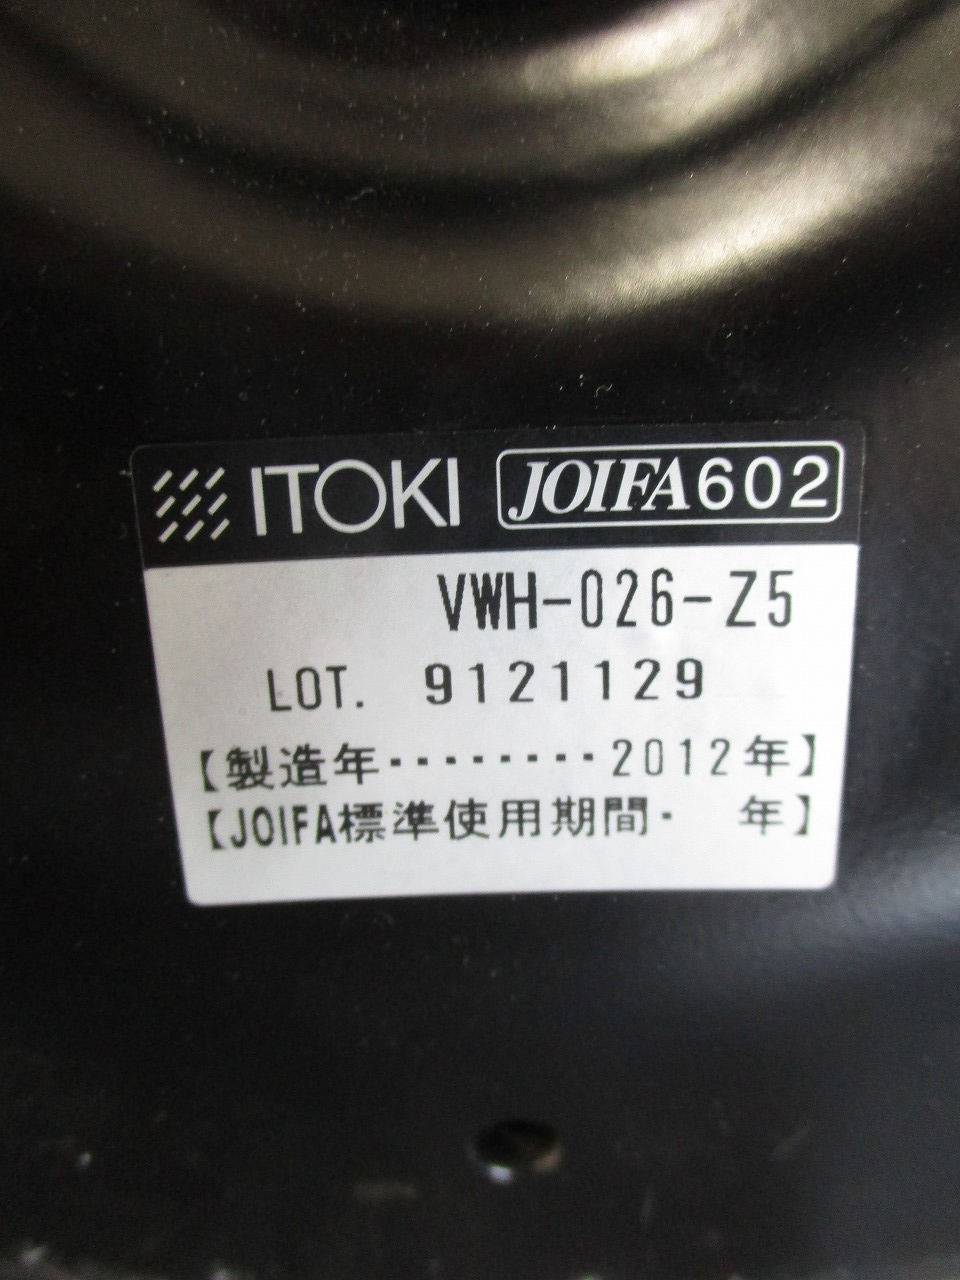 ITOKI JOIFA602
VWH-026-Z5
LOT. 9121129
【製造年········2012年】
【JOIFA標準使用期間· 年】